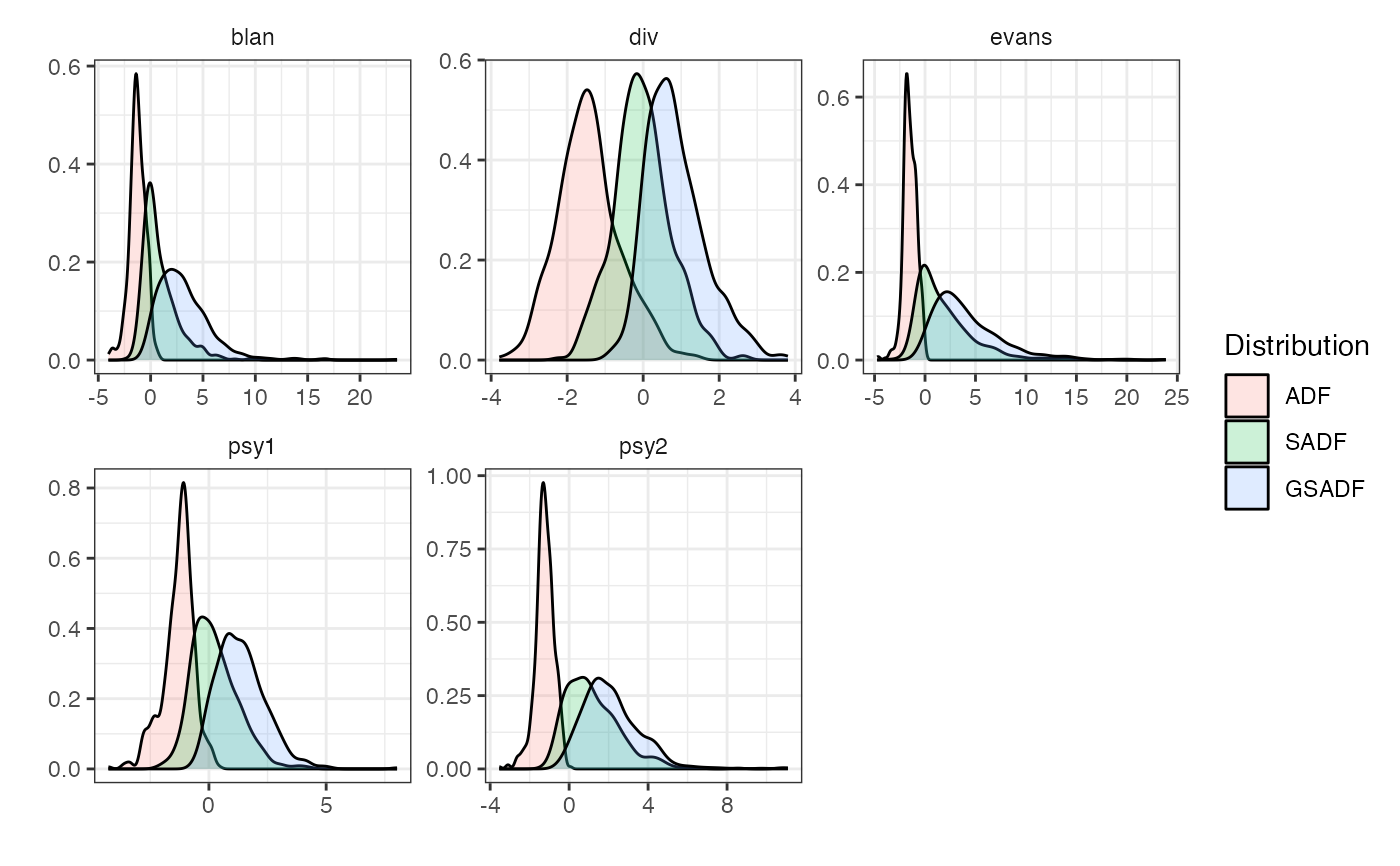 blan div evans
0.6 0.6 0.6
0.4 0.4 0.4
0.2 0.2 0.2
0.0 0.0 0.0
-5 0 5 10 15 20 -4 -2 0 2 4 -5 0 5 10 15 20 25
Distribution
ADF
SADF
GSADF
psy1 psy2
0.8 1.00
0.6 0.75
0.4 0.50
0.2 0.25
0.0 0.00
0 5 -4 0 4 8